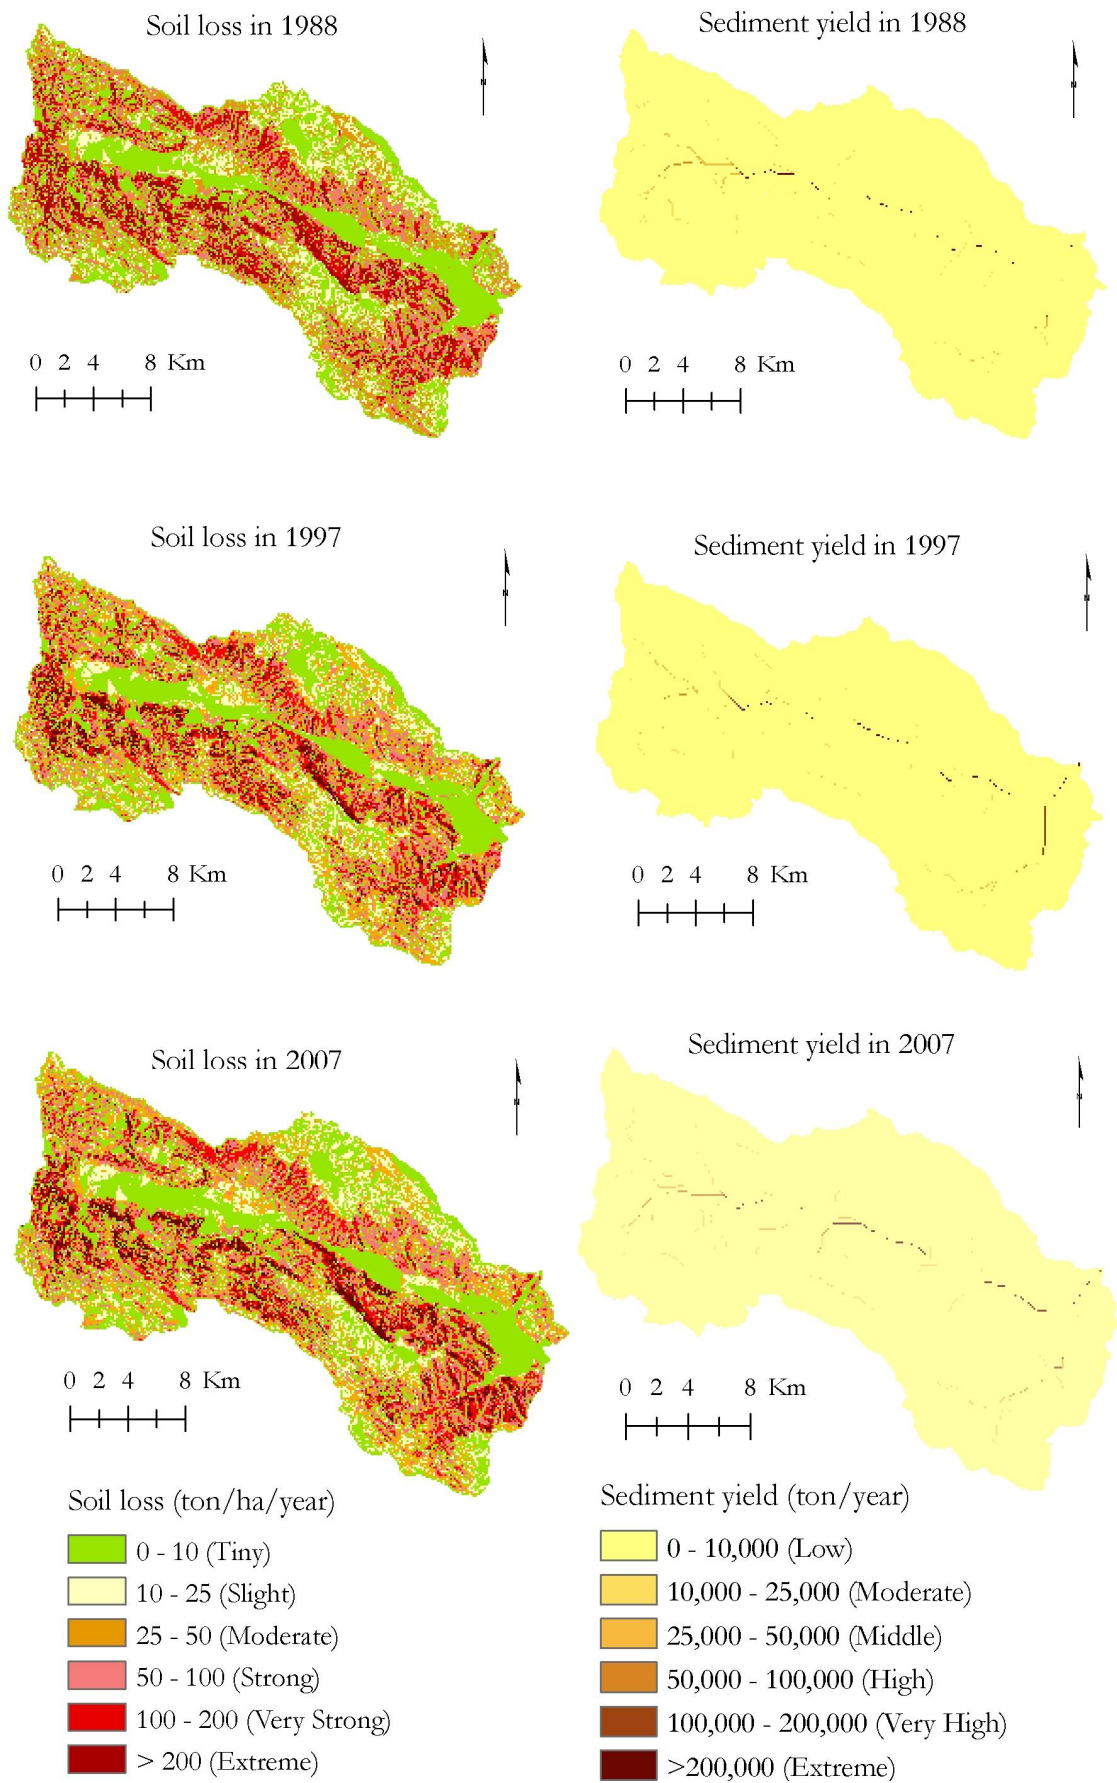 Soil loss in 1988
Sediment yield in 1988
N
N
0 2 4 8 Km
0 2 4 8 Km
Soil loss in 1997
Sediment yield in 1997
N
N
0 2 4 8 Km
0 2 4 8 Km
Soil loss in 2007
Sediment yield in 2007
N
N
0 2 4 8 Km
0 2 4 8 Km
Soil loss (ton/ha/year)
0 - 10 (Tiny)
10 - 25 (Slight)
25 - 50 (Moderate)
50 - 100 (Strong)
100 - 200 (Very Strong)
> 200 (Extreme)
Sediment yield (ton/year)
0 - 10,000 (Low)
10,000 - 25,000 (Moderate)
25,000 - 50,000 (Middle)
50,000 - 100,000 (High)
100,000 - 200,000 (Very High)
>200,000 (Extreme)